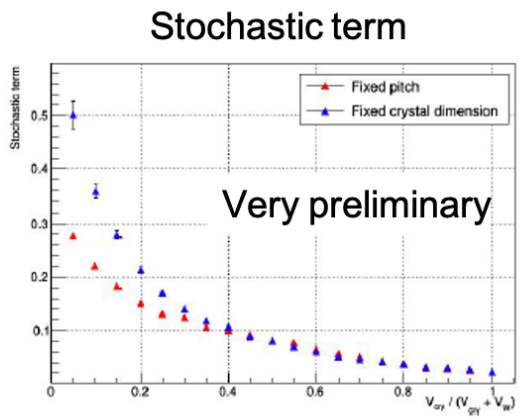 Stochastic term
Stochastic term
Fixed pitch
Fixed crystal dimension
Very preliminary
0.5
0.4
0.3
0.2
0.1
0
0.2
0.4
0.6
0.8
1